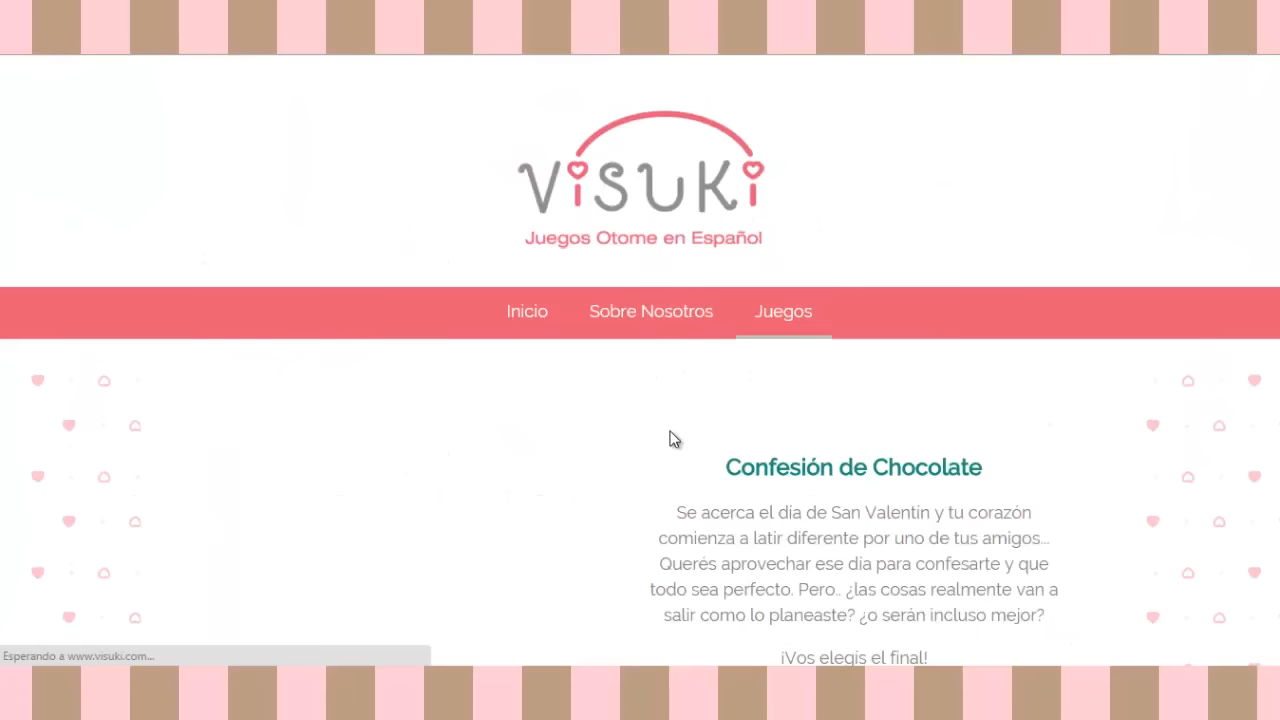 ViSUKi
Juegos Otome en Español
Inicio Sobre Nosotros Juegos
Confesión de Chocolate
Se acerca el día de San Valentín y tu corazón
comienza a latir diferente por uno de tus amigos...
Querés aprovechar ese día para confesarte y que
todo sea perfecto. Pero.. ¿las cosas realmente van a
salir como lo planeaste? ¿o serán incluso mejor?
¡Vos elegís el final!
Esperando a www.visuki.com...